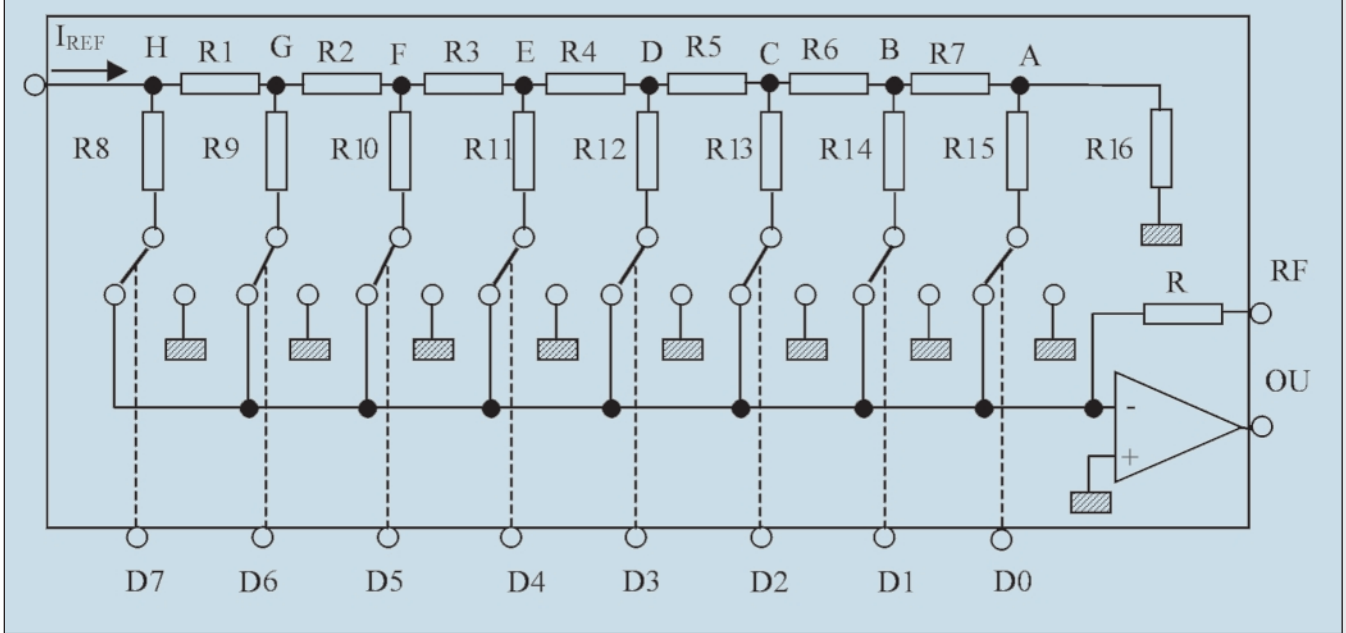 I_REF
H R1 G R2 F R3 E R4 D R5 C R6 B R7 A
R8 R9 R10 R11 R12 R13 R14 R15 R16
RF
R
OU
-
+
D7 D6 D5 D4 D3 D2 D1 D0